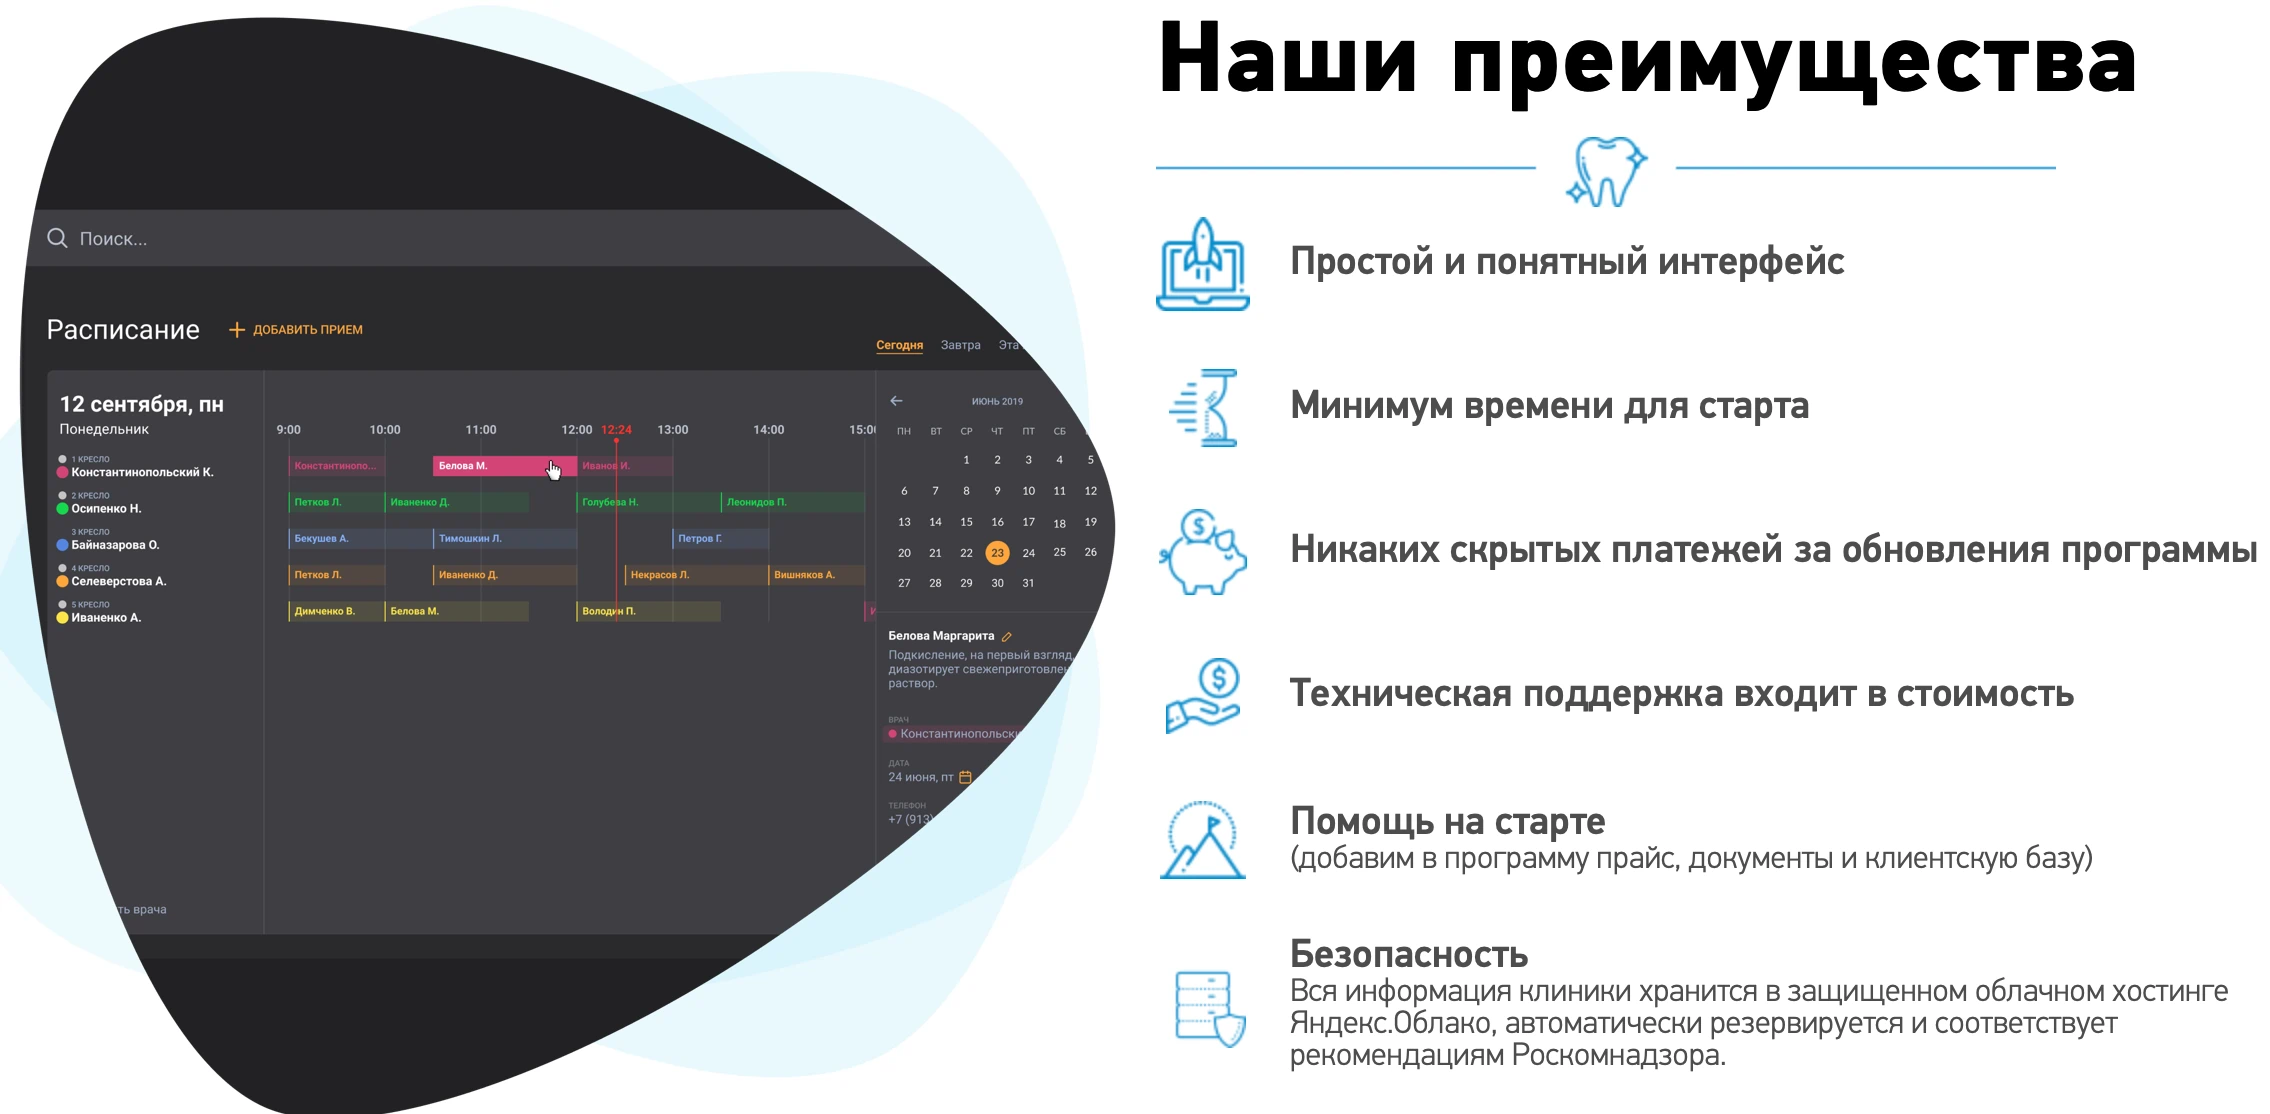 Поиск...
Расписание
ДОБАВИТЬ ПРИЕМ
Сегодня Завтра Эта
12 сентября, пн
Понедельник
9:00 10:00 11:00 12:00 12:24 13:00 14:00
1 КРЕСЛО
Константинопольский К.
Константинопо... Белова М. Иванов И.
2 КРЕСЛО
Осипенко Н.
Петков Л. Иваненко Д. Голубева Н. Леонидов П.
3 КРЕСЛО
Байназарова О.
Бекушев А. Тимошкин Л. Петров Г.
4 КРЕСЛО
Селеверстова А.
Петков Л. Иваненко Д. Некрасов Л. Вишняков А.
5 КРЕСЛО
Иваненко А.
Димченко В. Белова М. Володин П.
ть врача
ИЮНЬ 2019
ПН ВТ СР ЧТ ПТ СБ
1 2 3 4 5
6 7 8 9 10 11 12
13 14 15 16 17 18 19
20 21 22 23 24 25 26
27 28 29 30 31
Белова Маргарита
Подкисление, на первый взгляд,
диазотирует свежеприготовлен
раствор.
ВРАЧ
Константинопольски
ДАТА
24 июня, пт
ТЕЛЕФОН
+7 (913)
Наши преимущества
Простой и понятный интерфейс
Минимум времени для старта
Никаких скрытых платежей за обновления программы
Техническая поддержка входит в стоимость
Помощь на старте
(добавим в программу прайс, документы и клиентскую базу)
Безопасность
Вся информация клиники хранится в защищенном облачном хостинге
Яндекс.Облако, автоматически резервируется и соответствует
рекомендациям Роскомнадзора.